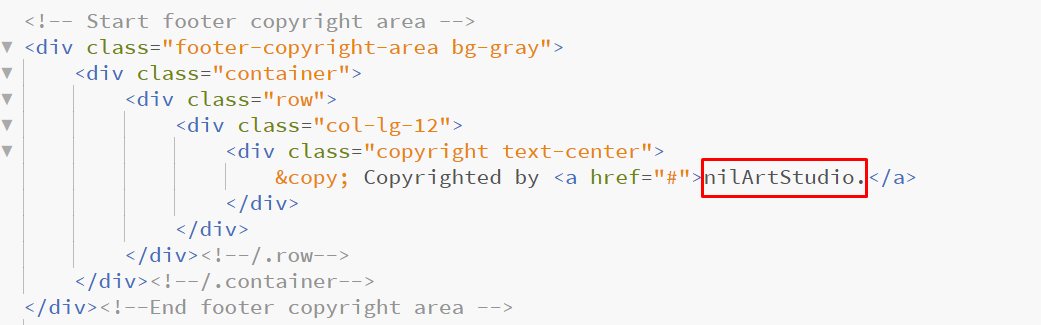 <!-- Start footer copyright area -->
<div class="footer-copyright-area bg-gray">
<div class="container">
<div class="row">
<div class="col-lg-12">
<div class="copyright text-center">
&copy; Copyrighted by <a href="#">nilArtStudio.</a>
</div>
</div>
</div><!--/.row-->
</div><!--/.container-->
</div><!--End footer copyright area -->